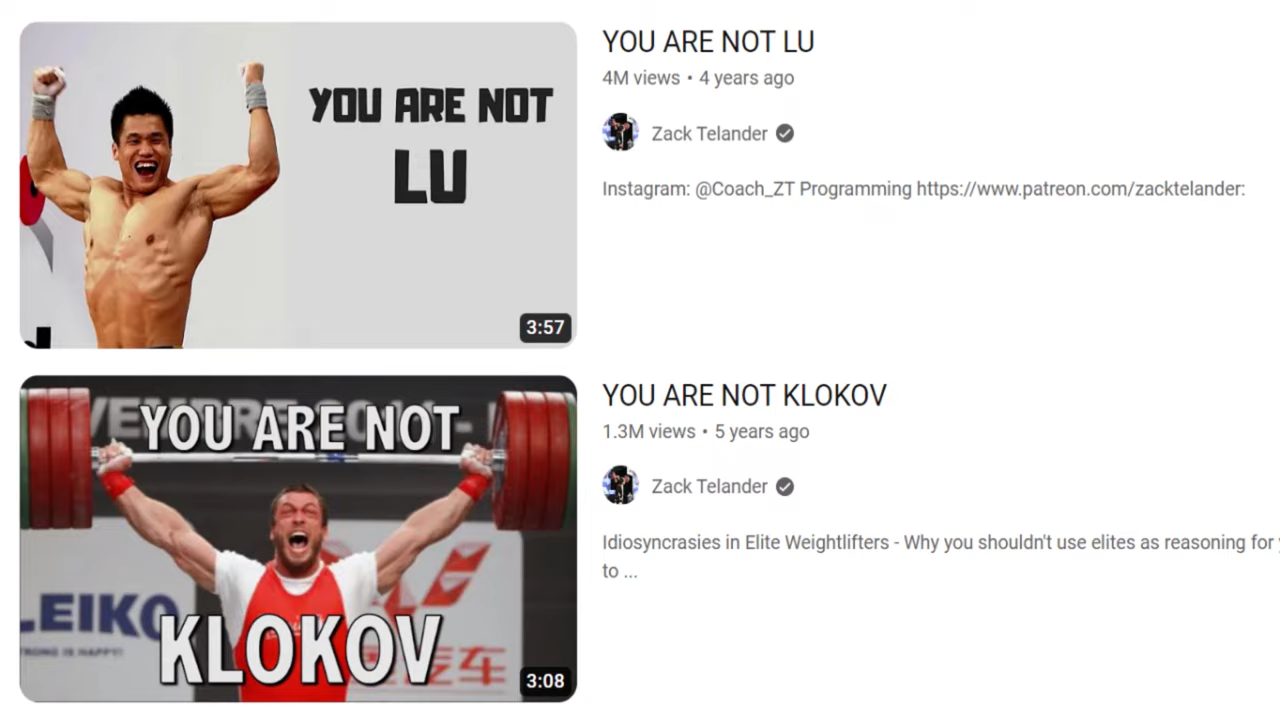 YOU ARE NOT
LU
3:57
YOU ARE NOT LU
4M views • 4 years ago
Zack Telander
Instagram: @Coach_ZT Programming https://www.patreon.com/zacktelander:
YOU ARE NOT
KLOKOV
LEIKO
3:08
YOU ARE NOT KLOKOV
1.3M views • 5 years ago
Zack Telander
Idiosyncrasies in Elite Weightlifters - Why you shouldn't use elites as reasoning for
to ...